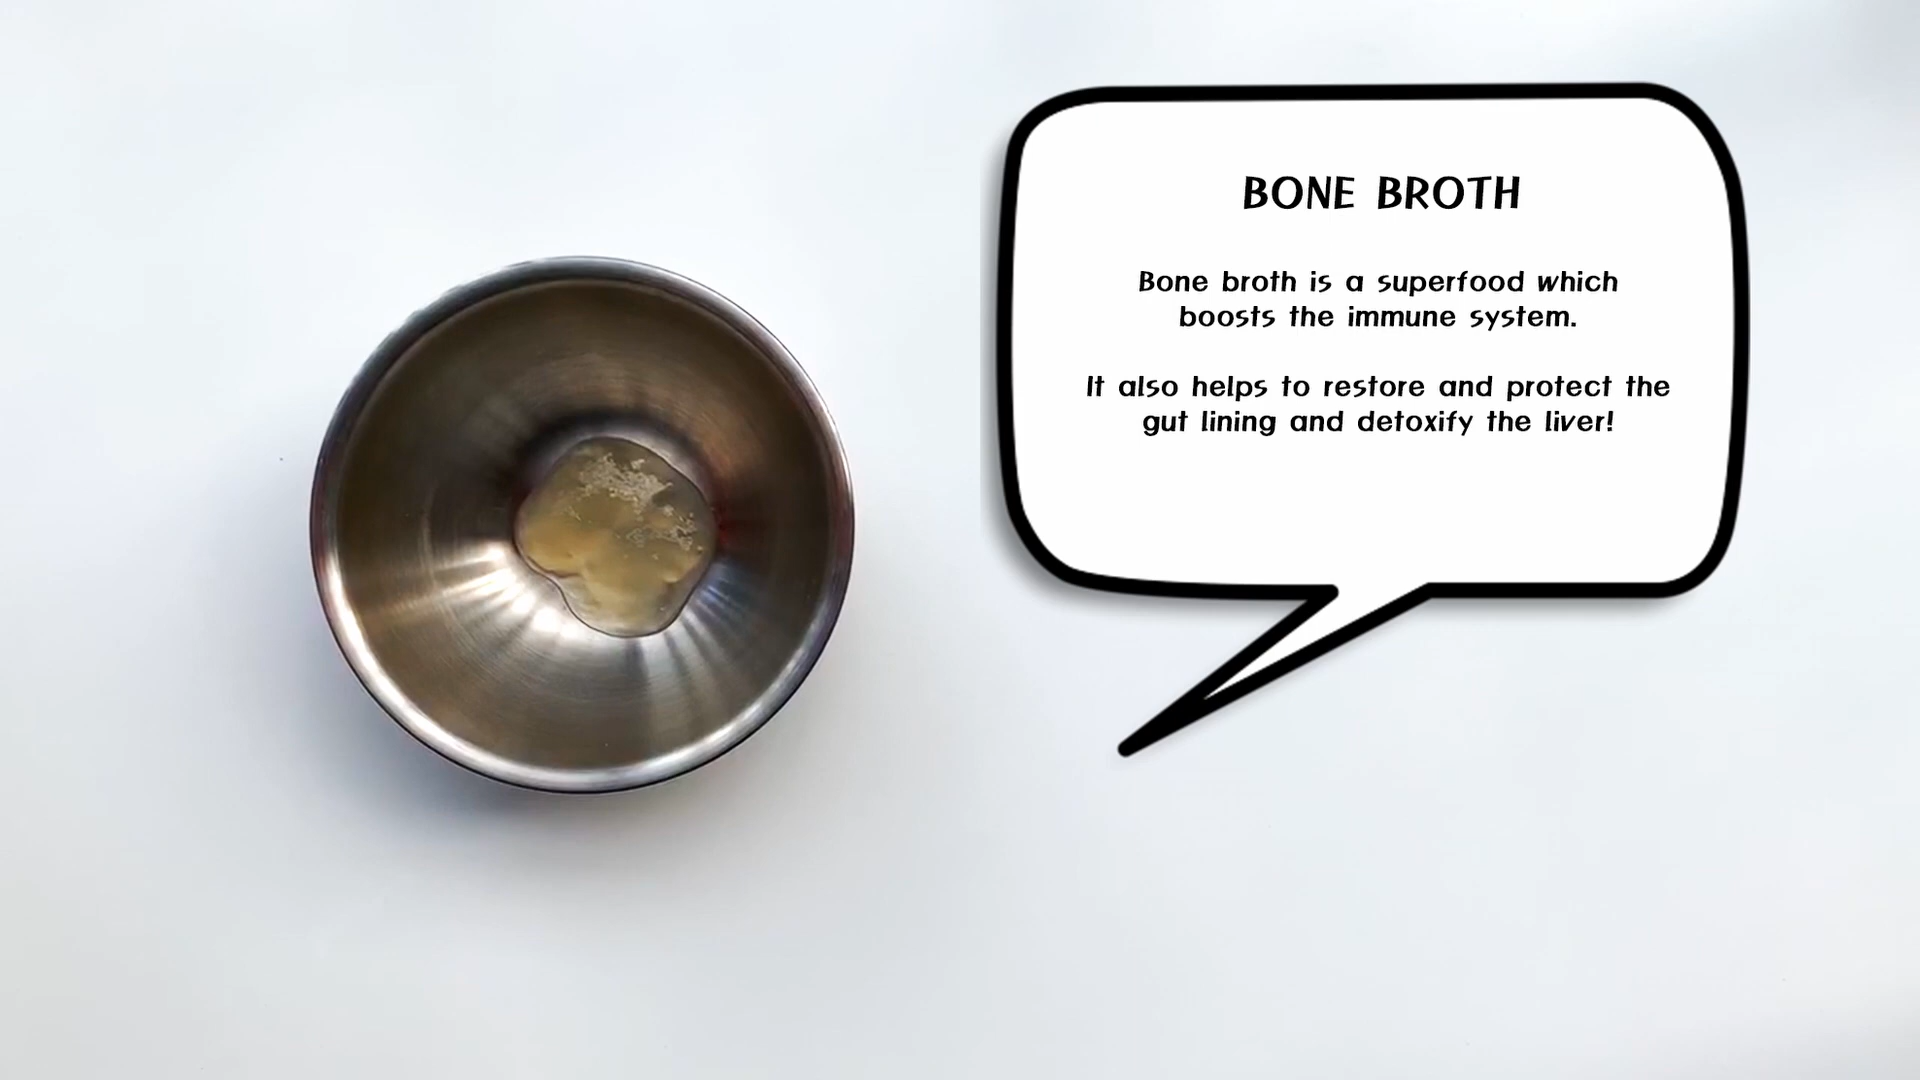 BONE BROTH
Bone broth is a superfood which
boosts the immune system.
It also helps to restore and protect the
gut lining and detoxify the liver!